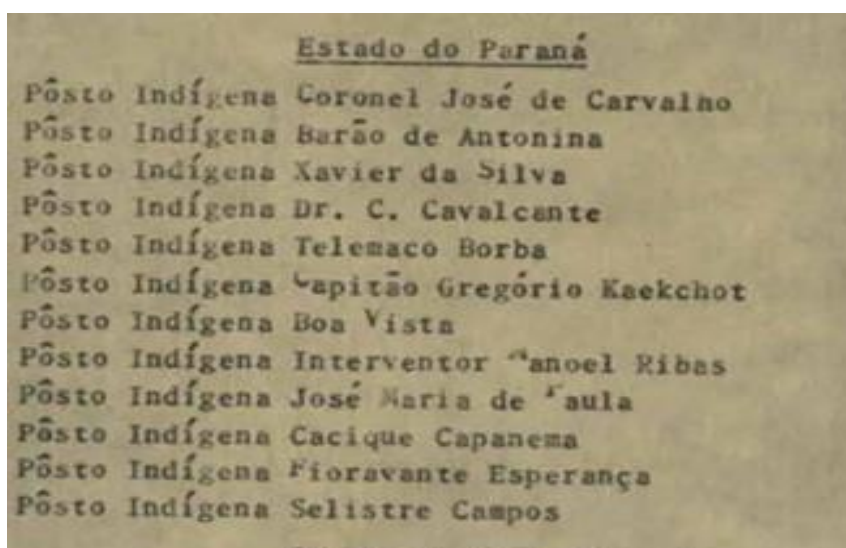 Estado do Paraná
Pôsto Indígena Coronel José de Carvalho
Pôsto Indígena Barão de Antonina
Pôsto Indígena Xavier da Silva
Pôsto Indígena Dr. C. Cavalcante
Pôsto Indígena Telemaco Borba
Pôsto Indígena Capitão Gregório Kaekchot
Pôsto Indígena Boa Vista
Pôsto Indígena Interventor Manoel Ribas
Pôsto Indígena José Maria de Paula
Pôsto Indígena Cacique Capanema
Pôsto Indígena Fioravante Esperança
Pôsto Indígena Selistre Campos